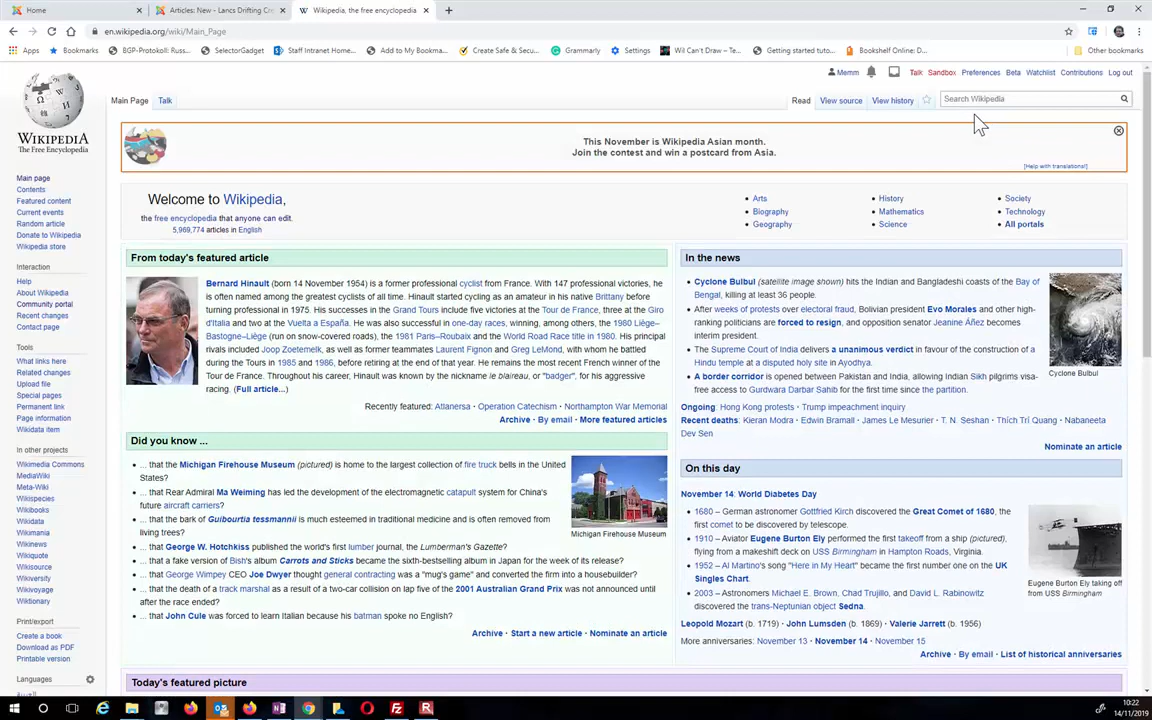 Home
Articles: New - Lancs Drifting Cr
Wikipedia, the free encyclopedia
en.wikipedia.org/wiki/Main_Page
Apps
Bookmarks
BGP-Protokoll: Russ...
SelectorGadget
Staff Intranet Home...
Add to My Bookma...
Create Safe & Secu...
Grammarly
Settings
Wil Can't Draw – Te...
Getting started tuto...
Bookshelf Online: D...
Other bookmarks
Memm
Talk
Sandbox
Preferences
Beta
Watchlist
Contributions
Log out
Main Page
Talk
Read
View source
View history
Search Wikipedia
WIKIPEDIA
The Free Encyclopedia
This November is Wikipedia Asian month.
Join the contest and win a postcard from Asia.
[Help with translations!]
Main page
Contents
Featured content
Current events
Random article
Donate to Wikipedia
Wikipedia store
Interaction
Help
About Wikipedia
Community portal
Recent changes
Contact page
Tools
What links here
Related changes
Upload file
Special pages
Permanent link
Page information
Wikidata item
In other projects
Wikimedia Commons
MediaWiki
Meta-Wiki
Wikispecies
Wikibooks
Wikidata
Wikimania
Wikinews
Wikiquote
Wikisource
Wikiversity
Wikivoyage
Wiktionary
Print/export
Create a book
Download as PDF
Printable version
Languages
Welcome to Wikipedia,
the free encyclopedia that anyone can edit.
5,969,774 articles in English
Arts
Biography
Geography
History
Mathematics
Science
Society
Technology
All portals
From today's featured article
Bernard Hinault (born 14 November 1954) is a former professional cyclist from France. With 147 professional victories, he
is often named among the greatest cyclists of all time. Hinault started cycling as an amateur in his native Brittany before
turning professional in 1975. His successes in the Grand Tours include five victories at the Tour de France, three at the Giro
d'Italia and two at the Vuelta a España. He was also successful in one-day races, winning, among others, the 1980 Liège–
Bastogne–Liège (run on snow-covered roads), the 1981 Paris–Roubaix and the World Road Race title in 1980. His principal
rivals included Joop Zoetemelk, as well as former teammates Laurent Fignon and Greg LeMond, with whom he battled
during the Tours in 1985 and 1986, before retiring at the end of that year. He remains the most recent French winner of the
Tour de France. Throughout his career, Hinault was known by the nickname le blaireau, or "badger", for his aggressive
racing. (Full article...)
Recently featured: Atlanersa · Operation Catechism · Northampton War Memorial
Archive · By email · More featured articles
Did you know ...
... that the Michigan Firehouse Museum (pictured) is home to the largest collection of fire truck bells in the United
States?
... that Rear Admiral Ma Weiming has led the development of the electromagnetic catapult system for China's
future aircraft carriers?
... that the bark of Guibourtia tessmannii is much esteemed in traditional medicine and is often removed from
living trees?
... that George W. Hotchkiss published the world's first lumber journal, the Lumberman's Gazette?
... that a fake version of Bish's album Carrots and Sticks became the sixth-bestselling album in Japan for the week of its release?
... that George Wimpey CEO Joe Dwyer thought general contracting was a "mug's game" and converted the firm into a housebuilder?
... that the death of a track marshal as a result of a two-car collision on lap five of the 2001 Australian Grand Prix was not announced until
after the race ended?
... that John Cule was forced to learn Italian because his batman spoke no English?
Michigan Firehouse Museum
Archive · Start a new article · Nominate an article
Today's featured picture
In the news
Cyclone Bulbul (satellite image shown) hits the Indian and Bangladeshi coasts of the Bay of
Bengal, killing at least 36 people.
After weeks of protests over electoral fraud, Bolivian president Evo Morales and other high-
ranking politicians are forced to resign, and opposition senator Jeanine Áñez becomes
interim president.
The Supreme Court of India delivers a unanimous verdict in favour of the construction of a
Hindu temple at a disputed holy site in Ayodhya.
A border corridor is opened between Pakistan and India, allowing Indian Sikh pilgrims visa-
free access to Gurdwara Darbar Sahib for the first time since the partition.
Cyclone Bulbul
Ongoing: Hong Kong protests · Trump impeachment inquiry
Recent deaths: Kieran Modra · Edwin Bramall · James Le Mesurier · T. N. Seshan · Thích Trí Quang · Nabaneeta
Dev Sen
Nominate an article
On this day
November 14: World Diabetes Day
1680 – German astronomer Gottfried Kirch discovered the Great Comet of 1680, the
first comet to be discovered by telescope.
1910 – Aviator Eugene Burton Ely performed the first takeoff from a ship (pictured),
flying from a makeshift deck on USS Birmingham in Hampton Roads, Virginia.
1952 – Al Martino's song "Here in My Heart" became the first number one on the UK
Singles Chart.
2003 – Astronomers Michael E. Brown, Chad Trujillo, and David L. Rabinowitz
discovered the trans-Neptunian object Sedna.
Eugene Burton Ely taking off
from USS Birmingham
Leopold Mozart (b. 1719) · John Lumsden (b. 1869) · Valerie Jarrett (b. 1956)
More anniversaries: November 13 · November 14 · November 15
Archive · By email · List of historical anniversaries
10:22
14/11/2019